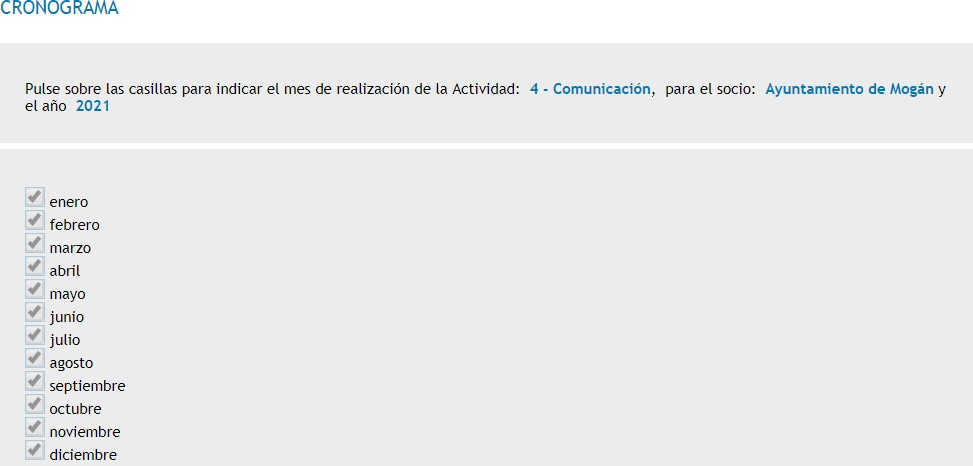 CRONOGRAMA
Pulse sobre las casillas para indicar el mes de realización de la Actividad: 4 - Comunicación, para el socio: Ayuntamiento de Mogán y
el año 2021
enero
febrero
marzo
abril
mayo
junio
julio
agosto
septiembre
octubre
noviembre
diciembre